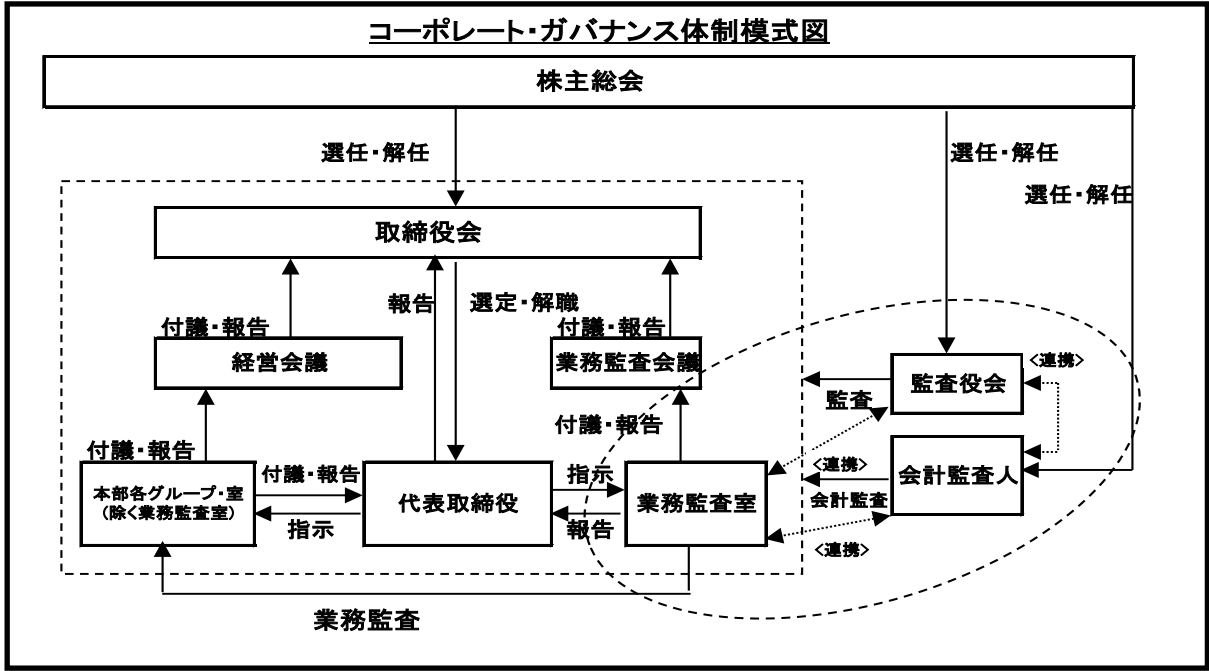 コーポレート・ガバナンス体制模式図
株主総会
選任・解任
選任・解任
選任・解任
取締役会
報告
選定・解職
付議・報告
付議・報告
経営会議
業務監査会議
<連携>
監査役会
監査
付議・報告
付議・報告
本部各グループ・室
(除く業務監査室)
付議・報告
指示
代表取締役
指示
報告
業務監査室
<連携>
会計監査人
会計監査
<連携>
業務監査